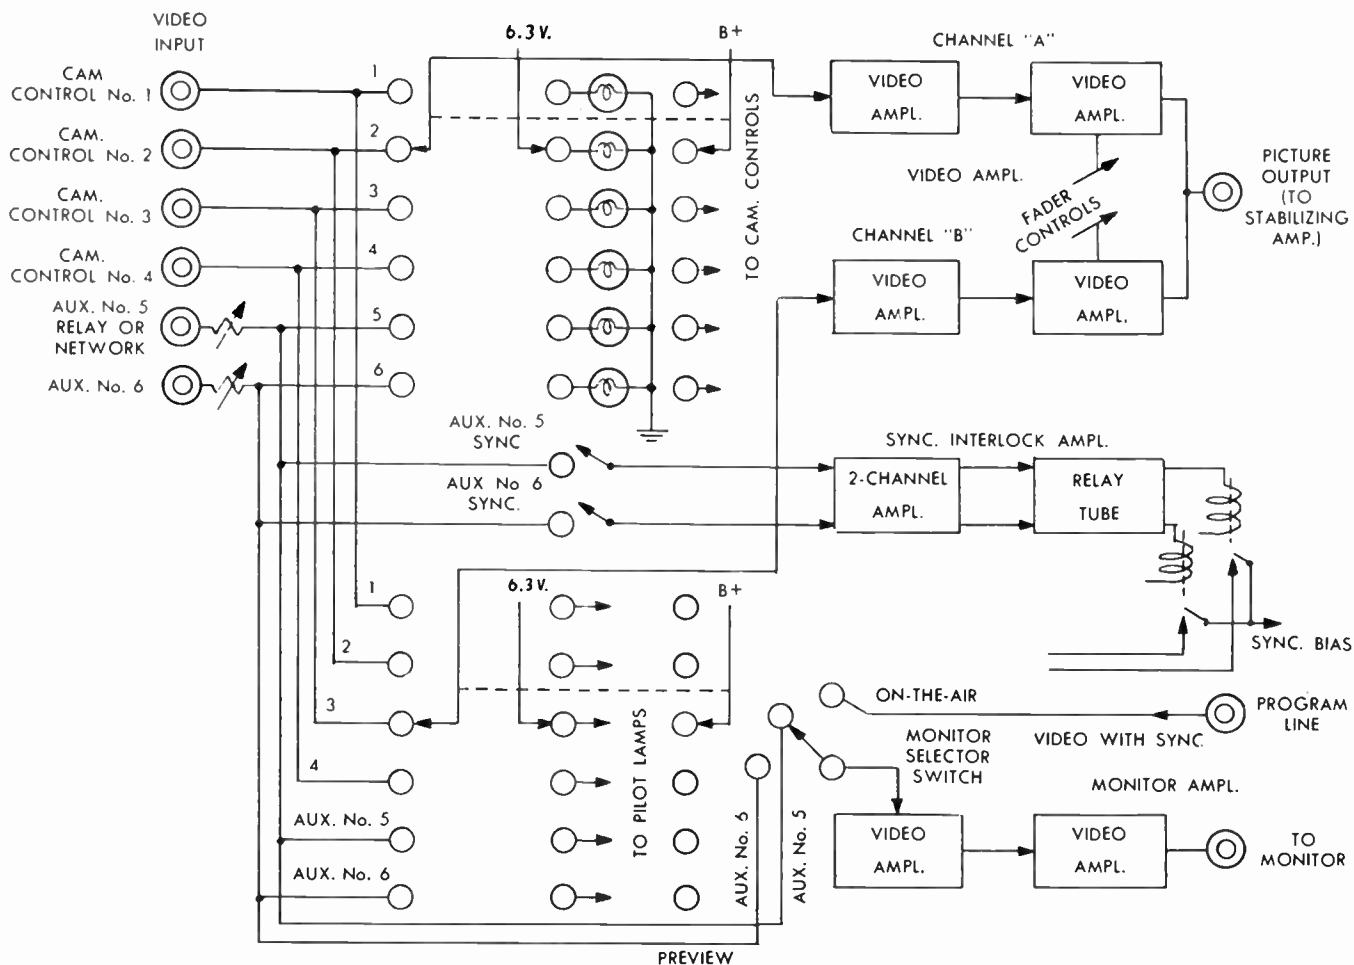 VIDEO
INPUT
CAM
CONTROL No. 1
CAM.
CONTROL No. 2
CAM.
CONTROL No. 3
CAM.
CONTROL No. 4
AUX. No. 5
RELAY OR
NETWORK
AUX. No. 6
1
2
3
4
5
6
6.3 V.
B+
TO CAM. CONTROLS
CHANNEL "A"
VIDEO
AMPL.
VIDEO
AMPL.
VIDEO AMPL.
FADER
CONTROLS
CHANNEL "B"
VIDEO
AMPL.
VIDEO
AMPL.
PICTURE
OUTPUT
(TO
STABILIZING
AMP.)
AUX. No. 5
SYNC
AUX No 6
SYNC.
SYNC. INTERLOCK AMPL.
2-CHANNEL
AMPL.
RELAY
TUBE
SYNC. BIAS
1
2
3
4
AUX. No. 5
AUX. No. 6
6.3 V.
B+
TO PILOT LAMPS
AUX. No. 6
AUX. No. 5
PREVIEW
ON-THE-AIR
MONITOR
SELECTOR
SWITCH
VIDEO WITH SYNC.
PROGRAM
LINE
MONITOR AMPL.
VIDEO
AMPL.
VIDEO
AMPL.
TO
MONITOR